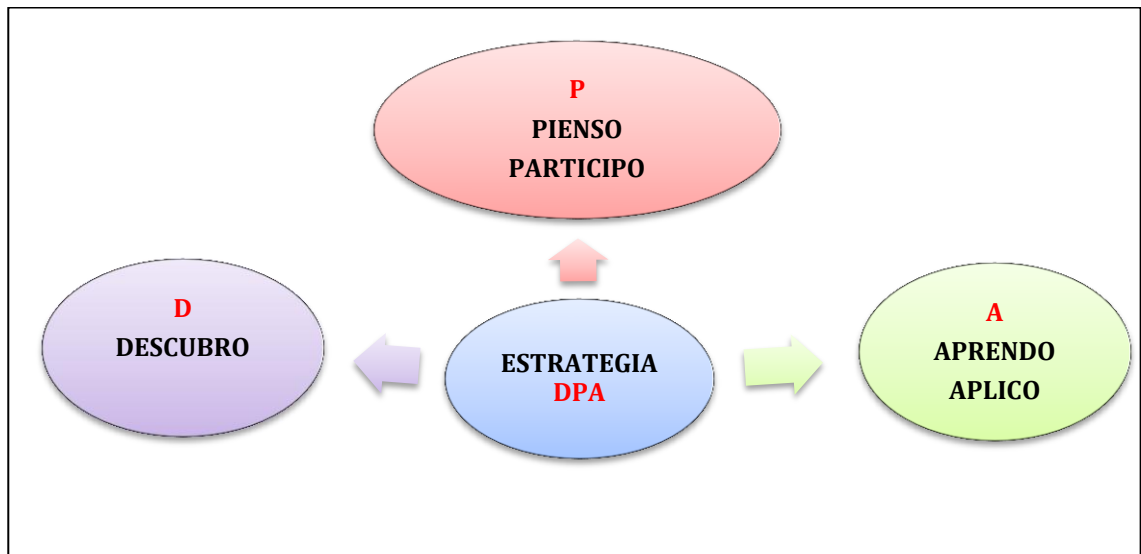 P
PIENSO
PARTICIPO
D
DESCUBRO
ESTRATEGIA
DPA
A
APRENDO
APLICO